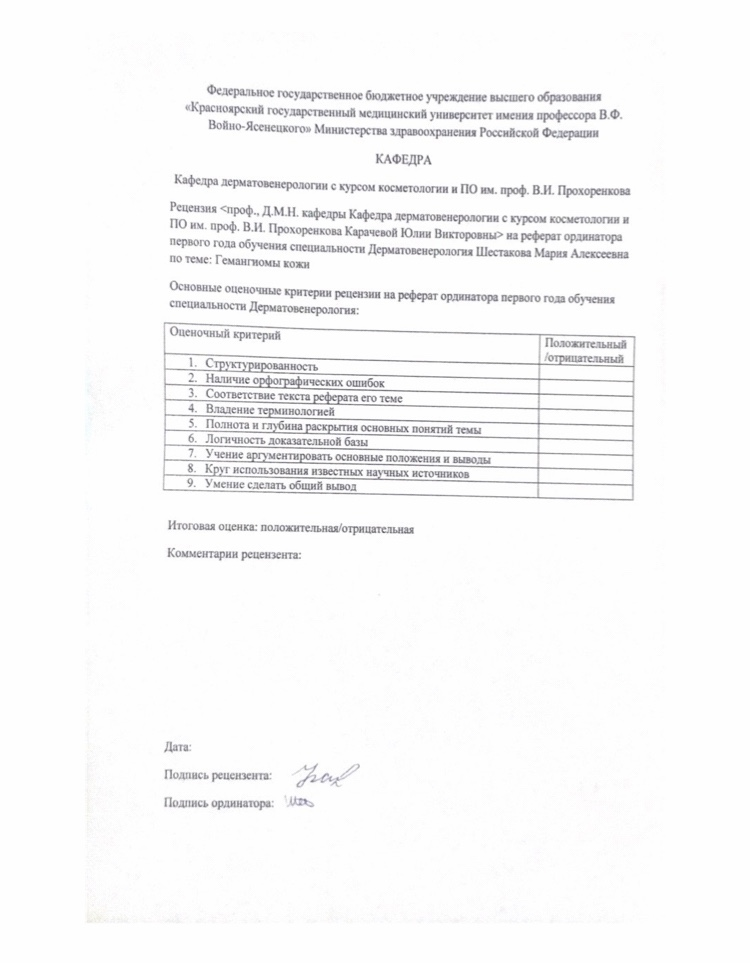 Федеральное государственное бюджетное учреждение высшего образования
«Красноярский государственный медицинский университет имения профессора В.Ф.
Войно-Ясенецкого» Министерства здравоохранения Российской Федерации
КАФЕДРА
Кафедра дерматовенерологии с курсом косметологии и ПО им. проф. В.И. Прохоренкова
Рецензия <проф., Д.М.Н. кафедры Кафедра дерматовенерологии с курсом косметологии и
ПО им. проф. В.И. Прохоренкова Карачевой Юлии Викторовны> на реферат ординатора
первого года обучения специальности Дерматовенерология Шестакова Мария Алексеевна
по теме: Гемангиомы кожи
Основные оценочные критерии рецензии на реферат ординатора первого года обучения
специальности Дерматовенерология:
Оценочный критерий
Положительный
/отрицательный
1. Структурированность
2. Наличие орфографических ошибок
3. Соответствие текста реферата его теме
4. Владение терминологией
5. Полнота и глубина раскрытия основных понятий темы
6. Логичность доказательной базы
7. Учение аргументировать основные положения и выводы
8. Круг использования известных научных источников
9. Умение сделать общий вывод
Итоговая оценка: положительная/отрицательная
Комментарии рецензента:
Дата:
Подпись рецензента:
Подпись ординатора: